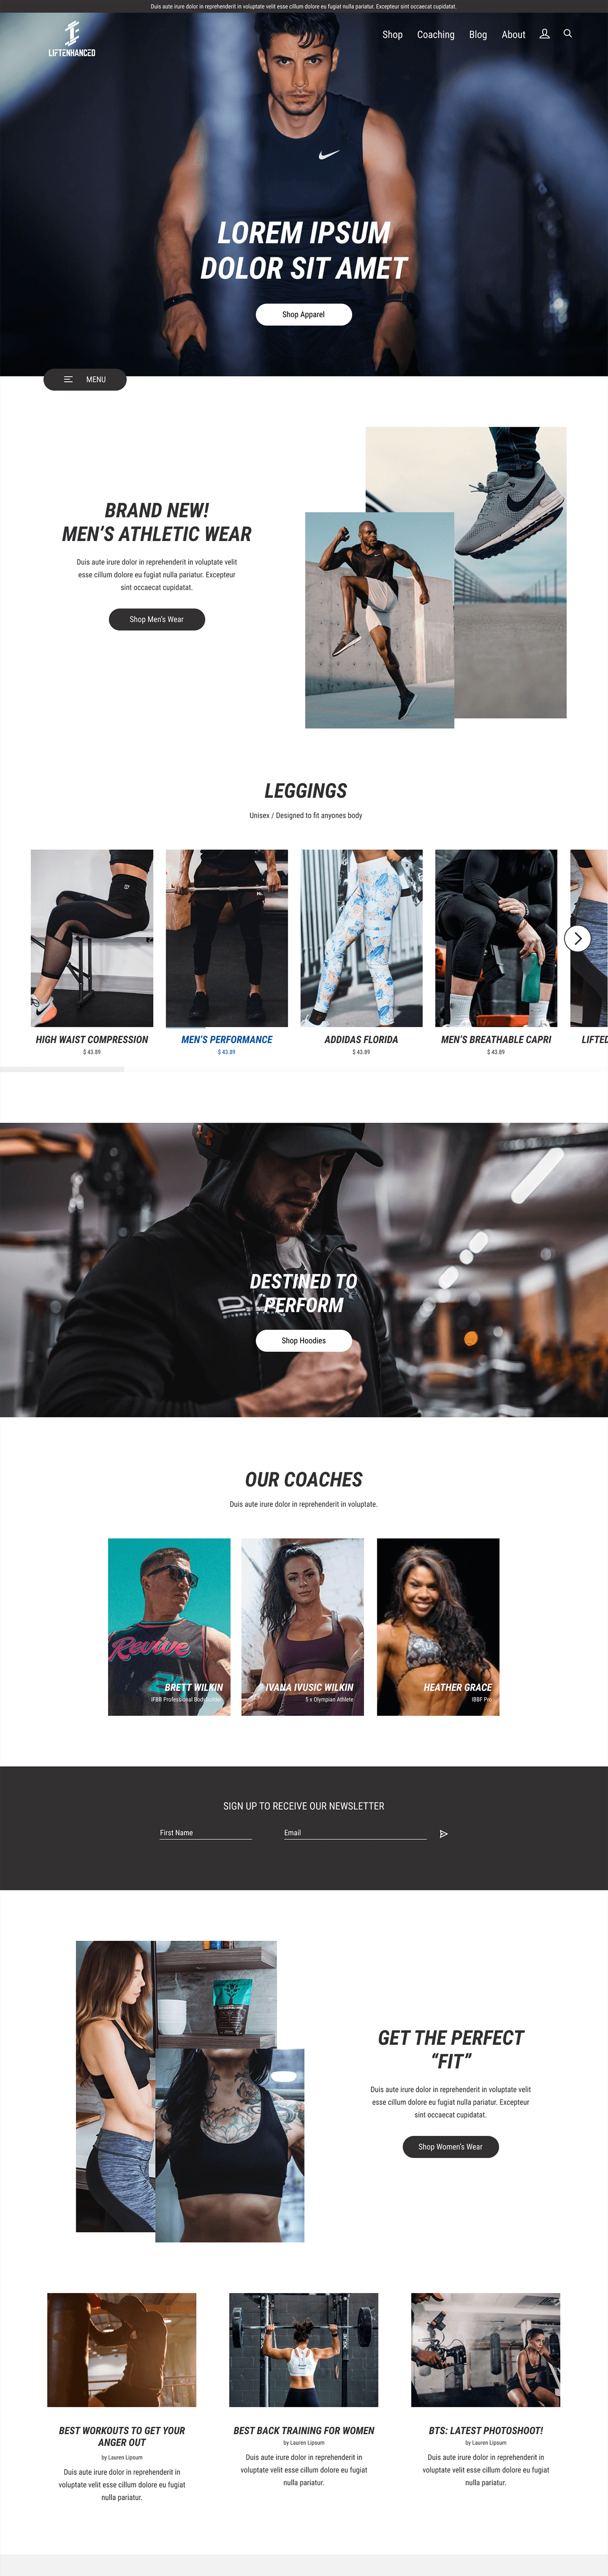 Duis aute irure dolor in reprehenderit in voluptate velit esse cillum dolore eu fugiat nulla pariatur. Excepteur sint occaecat cupidatat.
LIFTENHANCED
Shop Coaching Blog About
LOREM IPSUM
DOLOR SIT AMET
Shop Apparel
MENU
BRAND NEW!
MEN'S ATHLETIC WEAR
Duis aute irure dolor in reprehenderit in voluptate velit
esse cillum dolore eu fugiat nulla pariatur. Excepteur
sint occaecat cupidatat.
Shop Men's Wear
LEGGINGS
Unisex / Designed to fit anyones body
HIGH WAIST COMPRESSION
$ 43.89
MEN'S PERFORMANCE
$ 43.89
ADDIDAS FLORIDA
$ 43.89
MEN'S BREATHABLE CAPRI
$ 43.89
LIFTED
DESTINED TO
PERFORM
Shop Hoodies
OUR COACHES
Duis aute irure dolor in reprehenderit in voluptate.
Revive
BRETT WILKIN
IFBB Professional Bodybuilder
IVANA IVUSIC WILKIN
5 x Olympian Athlete
HEATHER GRACE
IBBF Pro
SIGN UP TO RECEIVE OUR NEWSLETTER
First Name
Email
GET THE PERFECT
“FIT”
Duis aute irure dolor in reprehenderit in voluptate velit
esse cillum dolore eu fugiat nulla pariatur. Excepteur
sint occaecat cupidatat.
Shop Women's Wear
BEST WORKOUTS TO GET YOUR
ANGER OUT
by Lauren Lipsum
Duis aute irure dolor in reprehenderit in
voluptate velit esse cillum dolore eu fugiat
nulla pariatur.
BEST BACK TRAINING FOR WOMEN
by Lauren Lipsum
Duis aute irure dolor in reprehenderit in
voluptate velit esse cillum dolore eu fugiat
nulla pariatur.
BTS: LATEST PHOTOSHOOT!
by Lauren Lipsum
Duis aute irure dolor in reprehenderit in
voluptate velit esse cillum dolore eu fugiat
nulla pariatur.